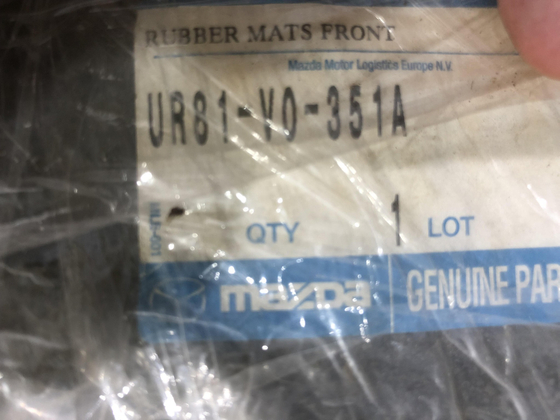 RUBBER MATS FRONT
Mazda Motor Logistics Europe N.V.
UR81-V0-351A
QTY 1 LOT
mazda GENUINE PAR